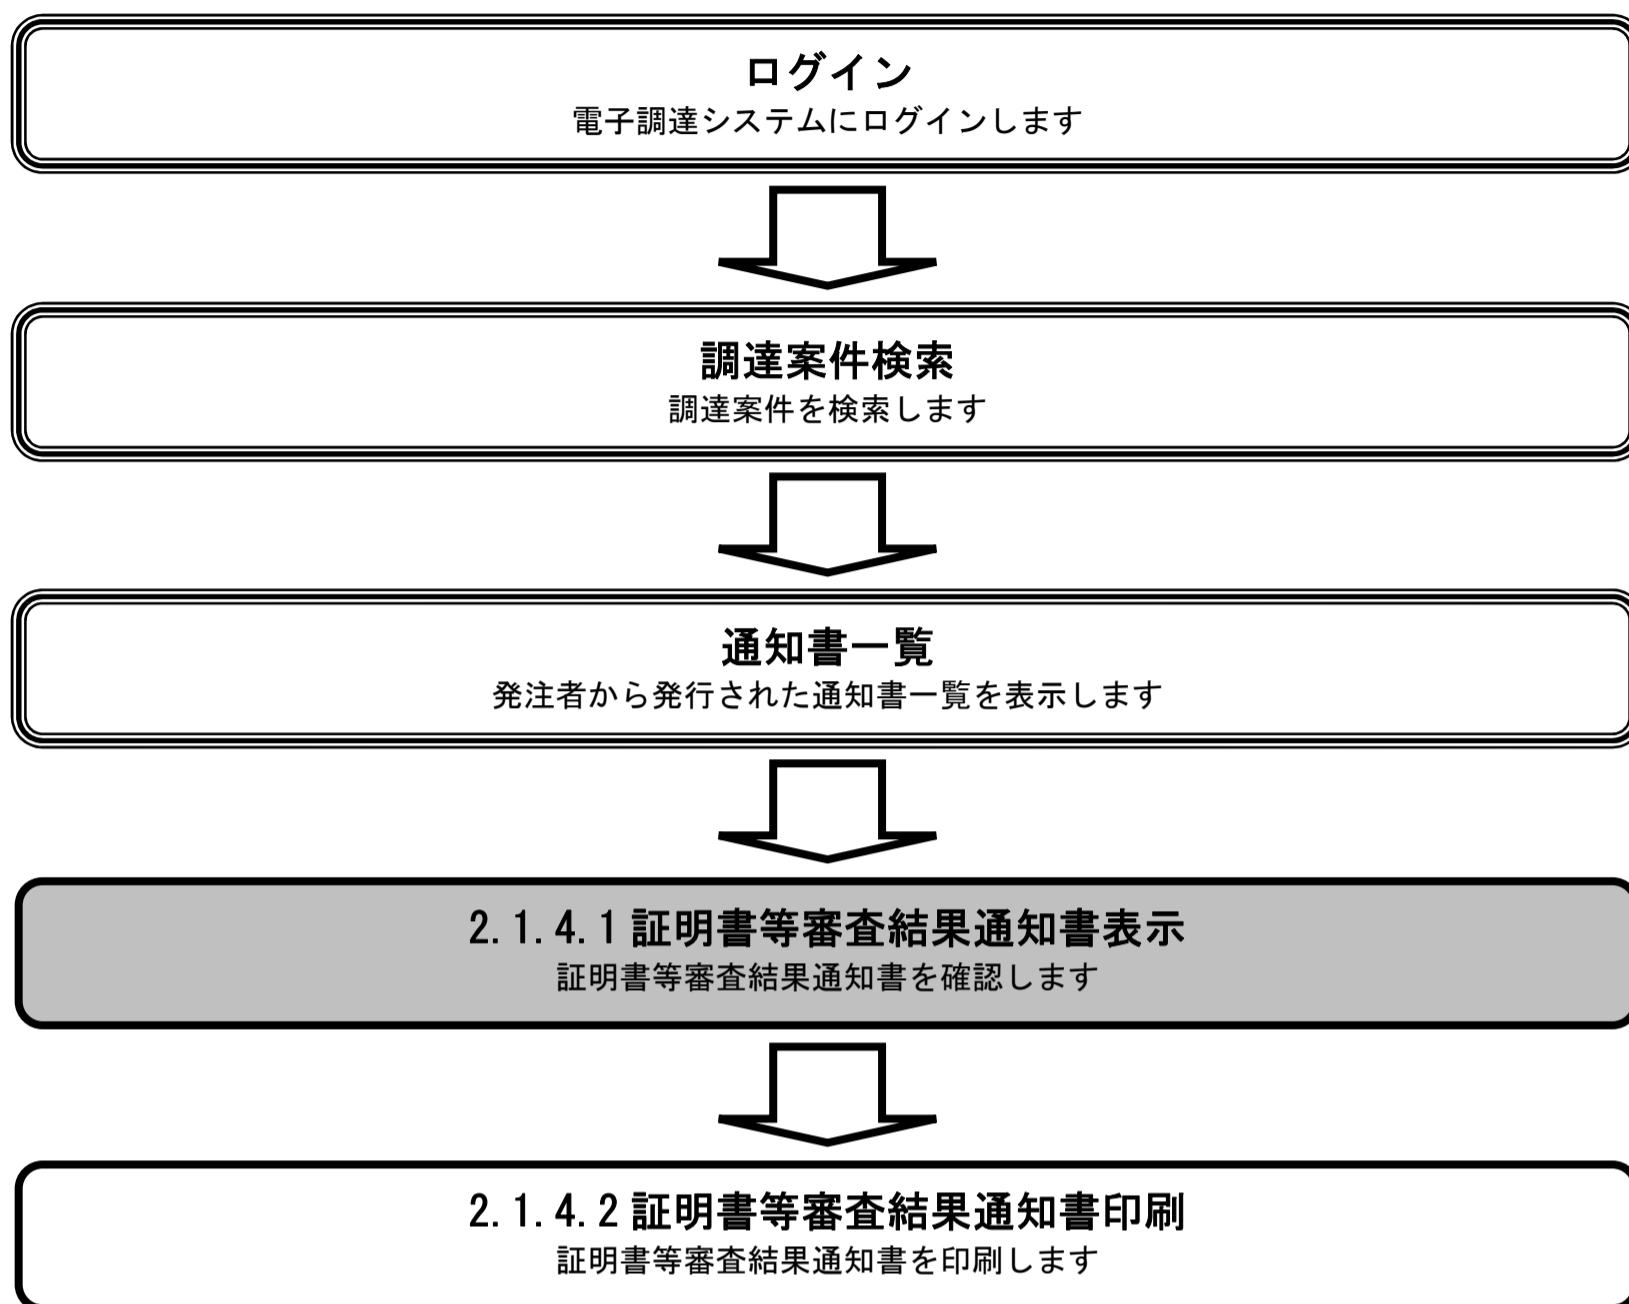 ログイン
電子調達システムにログインします
調達案件検索
調達案件を検索します
通知書一覧
発注者から発行された通知書一覧を表示します
2.1.4.1 証明書等審査結果通知書表示
証明書等審査結果通知書を確認します
2.1.4.2 証明書等審査結果通知書印刷
証明書等審査結果通知書を印刷します